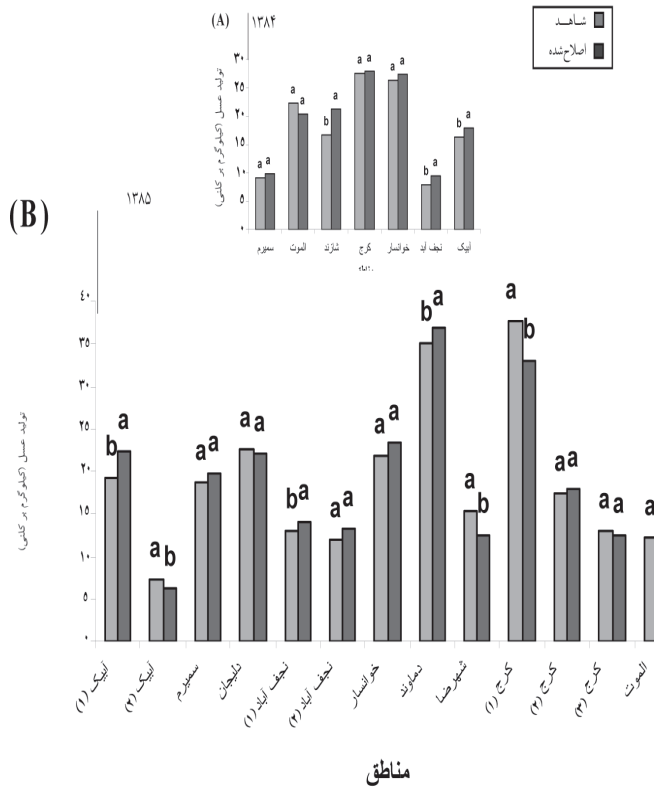 شاهد
اصلاح‌شده
(A)
۱۳۸۴
تولید عسل (کیلوگرم بر کلنی)
۳۰
۲۵
۲۰
۱۵
۱۰
۵
۰
a a a a b a a a a a b a b a
سمیرم الموت شازند کرج خوانسار نجف آباد آبیک
(B)
۱۳۸۵
تولید عسل (کیلوگرم بر کلنی)
۴۰
۳۵
۳۰
۲۵
۲۰
۱۵
۱۰
۵
۰
b a a b a a a a b a a a a a b a a b a b a a a a a
آبیک (۱) آبیک (۲) سمیرم دلیجان نجف آباد (۱) نجف آباد (۲) خوانسار دماوند شهرضا کرج (۱) کرج (۲) کرج (۳) الموت
مناطق